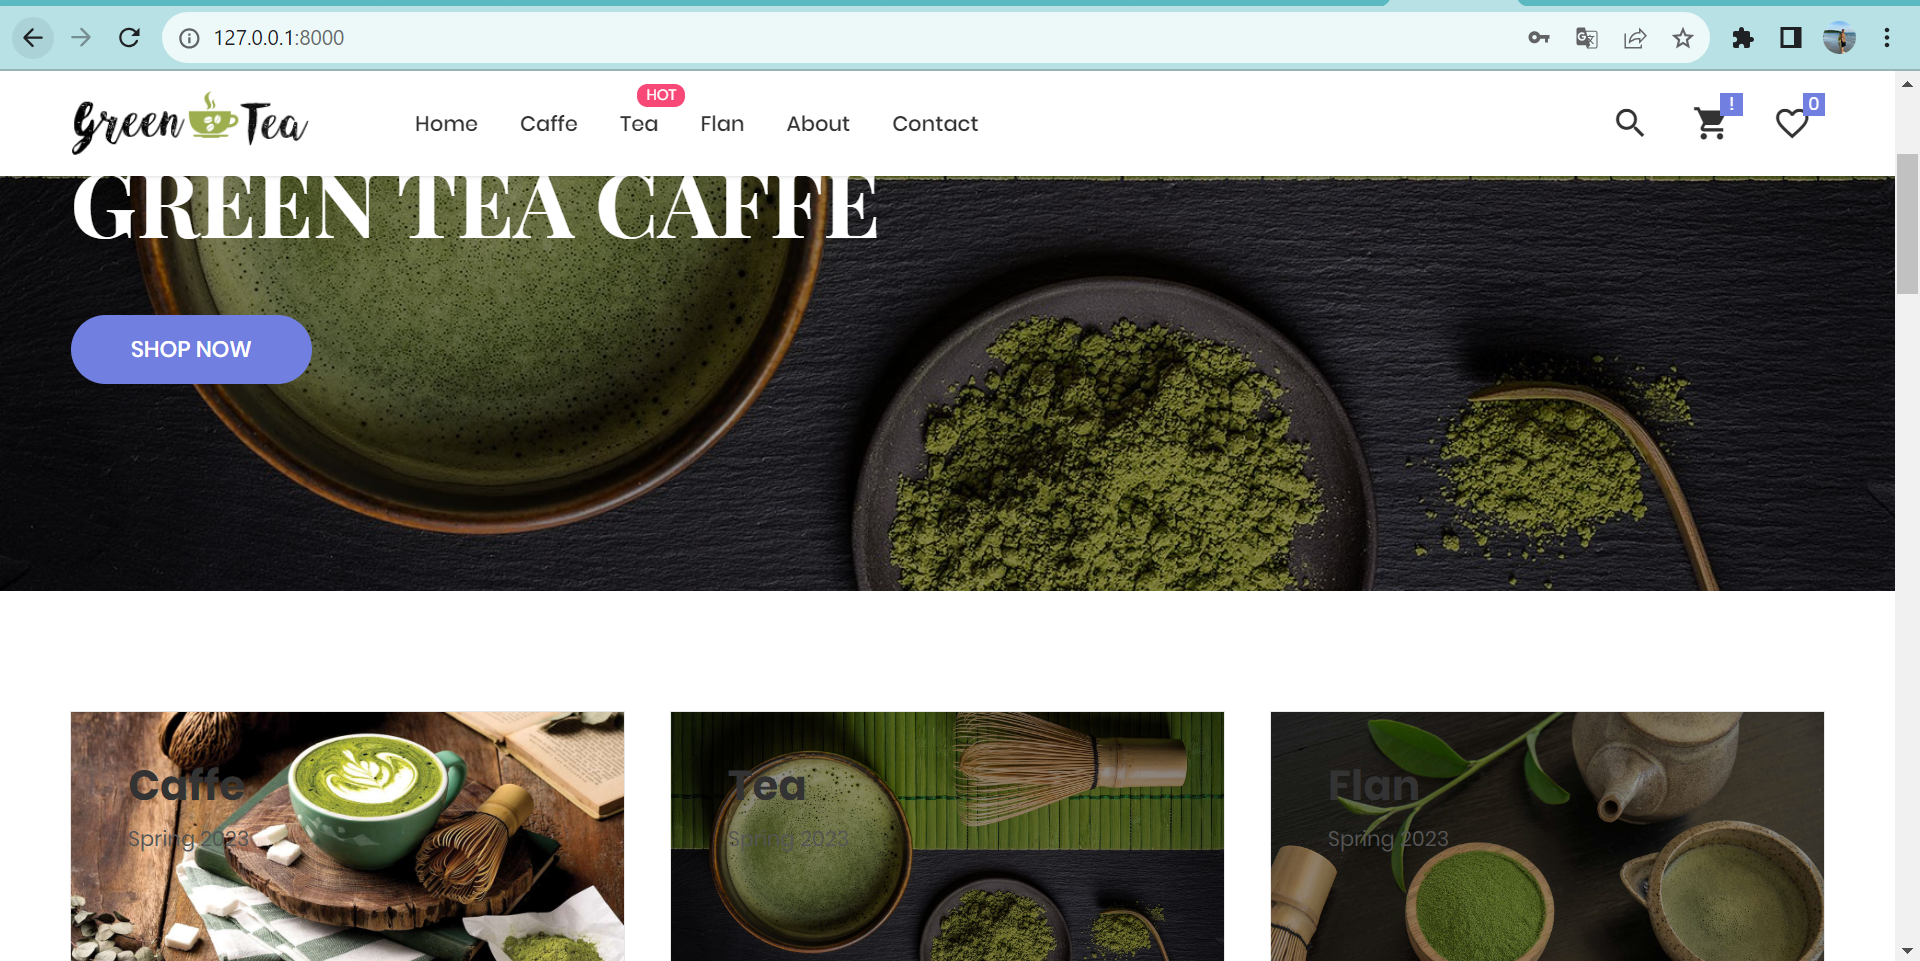 127.0.0.1:8000
HOT
!
0
Green Tea
Home
Caffe
Tea
Flan
About
Contact
GREEN TEA CAFFE
SHOP NOW
Caffe
Spring 2023
Tea
Spring 2023
Flan
Spring 2023